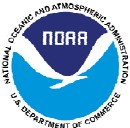 NATIONAL OCEANIC AND ATMOSPHERIC ADMINISTRATION
NOAA
U.S. DEPARTMENT OF COMMERCE